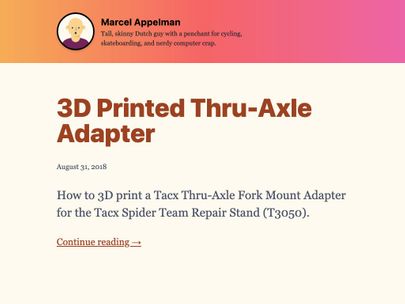 Marcel Appelman
Tall, skinny Dutch guy with a penchant for cycling,
skateboarding, and nerdy computer crap.
3D Printed Thru-Axle
Adapter
August 31, 2018
How to 3D print a Tacx Thru-Axle Fork Mount Adapter
for the Tacx Spider Team Repair Stand (T3050).
Continue reading →